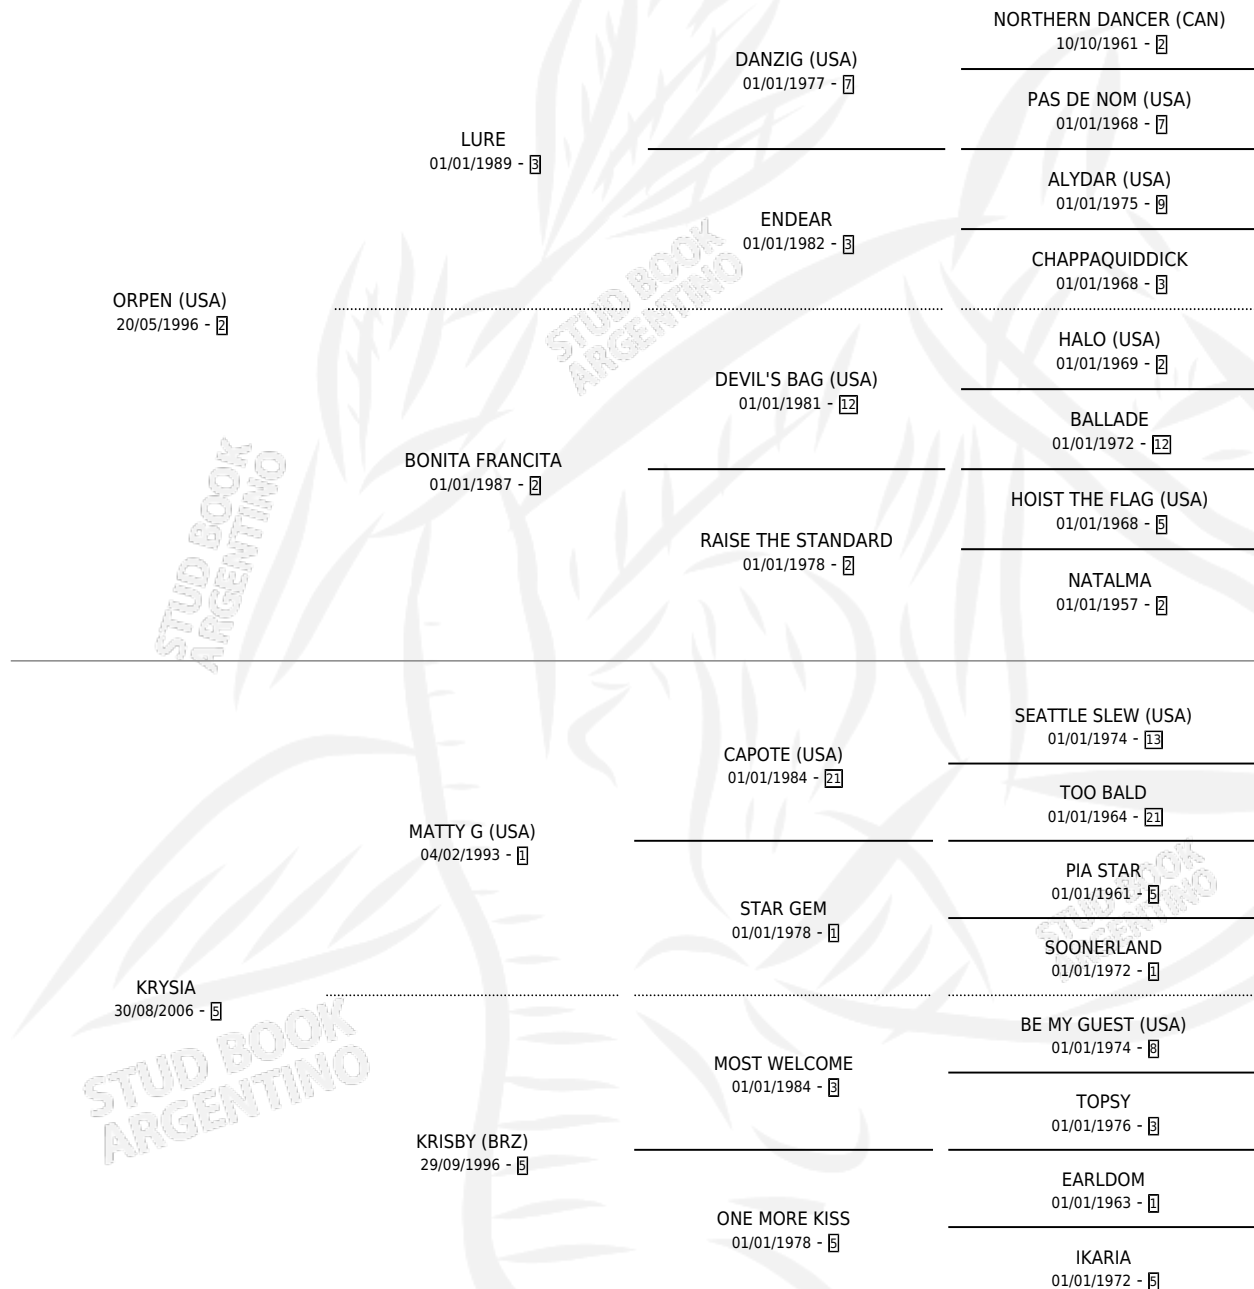 NORTHERN DANCER (CAN)
10/10/1961 - 2
DANZIG (USA)
01/01/1977 - 7
PAS DE NOM (USA)
01/01/1968 - 7
LURE
01/01/1989 - 3
ALYDAR (USA)
01/01/1975 - 9
ENDEAR
01/01/1982 - 3
CHAPPAQUIDDICK
01/01/1968 - 3
ORPEN (USA)
20/05/1996 - 2
HALO (USA)
01/01/1969 - 2
DEVIL'S BAG (USA)
01/01/1981 - 12
BALLADE
01/01/1972 - 12
BONITA FRANCITA
01/01/1987 - 2
HOIST THE FLAG (USA)
01/01/1968 - 5
RAISE THE STANDARD
01/01/1978 - 2
NATALMA
01/01/1957 - 2
SEATTLE SLEW (USA)
01/01/1974 - 13
CAPOTE (USA)
01/01/1984 - 21
TOO BALD
01/01/1964 - 21
MATTY G (USA)
04/02/1993 - 1
PIA STAR
01/01/1961 - 5
STAR GEM
01/01/1978 - 1
SOONERLAND
01/01/1972 - 1
KRYSIA
30/08/2006 - 5
BE MY GUEST (USA)
01/01/1974 - 8
MOST WELCOME
01/01/1984 - 3
TOPSY
01/01/1976 - 3
KRISBY (BRZ)
29/09/1996 - 5
EARLDOM
01/01/1963 - 1
ONE MORE KISS
01/01/1978 - 5
IKARIA
01/01/1972 - 5
STUD BOOK
ARGENTINO
STUD BOOK
ARGENTINO
STUD BOOK
ARGENTINO
STUD BOOK
ARGENTINO